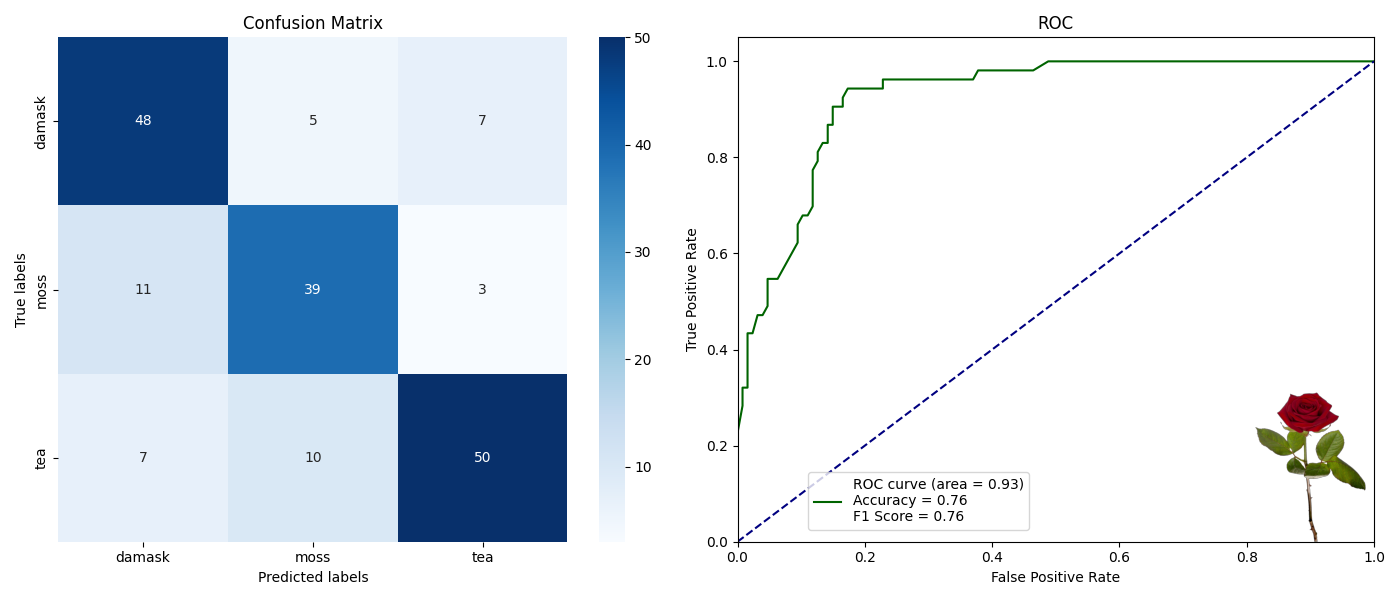 Confusion Matrix
True labels
damask
48
5
7
moss
11
39
3
tea
7
10
50
damask
moss
tea
Predicted labels
50
40
30
20
10
ROC
True Positive Rate
1.0
0.8
0.6
0.4
0.2
0.0
ROC curve (area = 0.93)
Accuracy = 0.76
F1 Score = 0.76
0.0
0.2
0.4
0.6
0.8
1.0
False Positive Rate